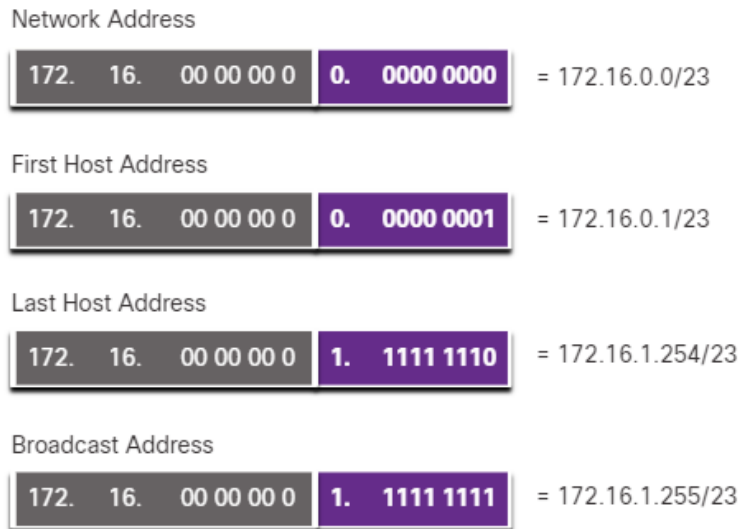 Network Address
172. 16. 00 00 00 0 0. 0000 0000 = 172.16.0.0/23
First Host Address
172. 16. 00 00 00 0 0. 0000 0001 = 172.16.0.1/23
Last Host Address
172. 16. 00 00 00 0 1. 1111 1110 = 172.16.1.254/23
Broadcast Address
172. 16. 00 00 00 0 1. 1111 1111 = 172.16.1.255/23